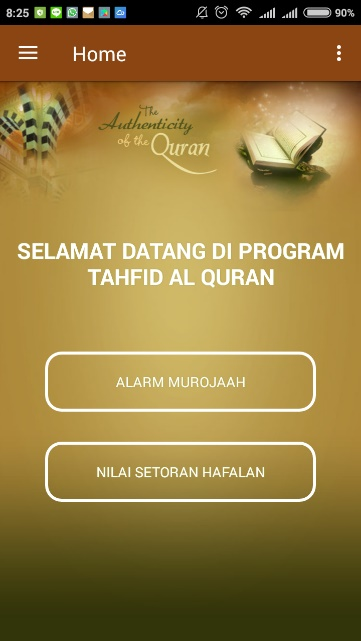 8:25
90%
Home
The
Authenticity
of the Quran
SELAMAT DATANG DI PROGRAM
TAHFID AL QURAN
ALARM MUROJAAH
NILAI SETORAN HAFALAN